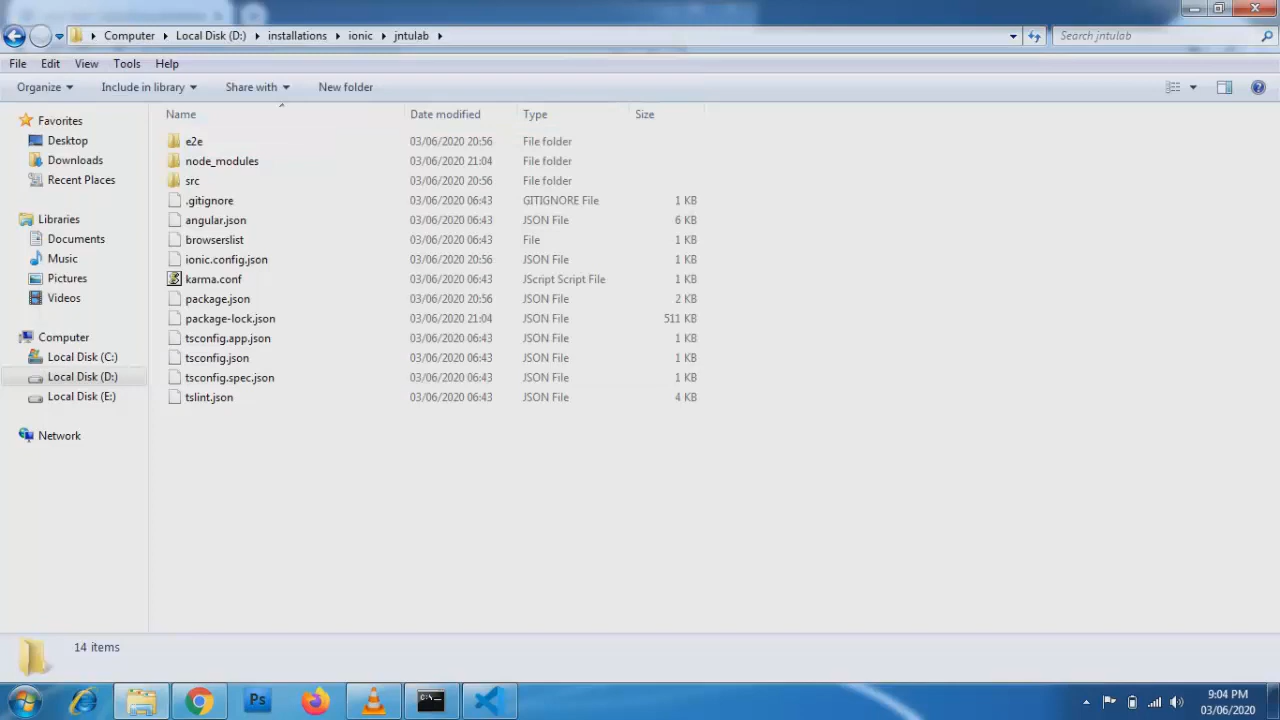 Computer Local Disk (D:) installations ionic jntulab
Search jntulab
File Edit View Tools Help
Organize Include in library Share with New folder
Name Date modified Type Size
Favorites
Desktop
Downloads
Recent Places
Libraries
Documents
Music
Pictures
Videos
Computer
Local Disk (C:)
Local Disk (D:)
Local Disk (E:)
Network
e2e 03/06/2020 20:56 File folder
node_modules 03/06/2020 21:04 File folder
src 03/06/2020 20:56 File folder
.gitignore 03/06/2020 06:43 GITIGNORE File 1 KB
angular.json 03/06/2020 06:43 JSON File 6 KB
browserslist 03/06/2020 06:43 File 1 KB
ionic.config.json 03/06/2020 20:56 JSON File 1 KB
karma.conf 03/06/2020 06:43 JScript Script File 1 KB
package.json 03/06/2020 20:56 JSON File 2 KB
package-lock.json 03/06/2020 21:04 JSON File 511 KB
tsconfig.app.json 03/06/2020 06:43 JSON File 1 KB
tsconfig.json 03/06/2020 06:43 JSON File 1 KB
tsconfig.spec.json 03/06/2020 06:43 JSON File 1 KB
tslint.json 03/06/2020 06:43 JSON File 4 KB
14 items
Ps
9:04 PM
03/06/2020